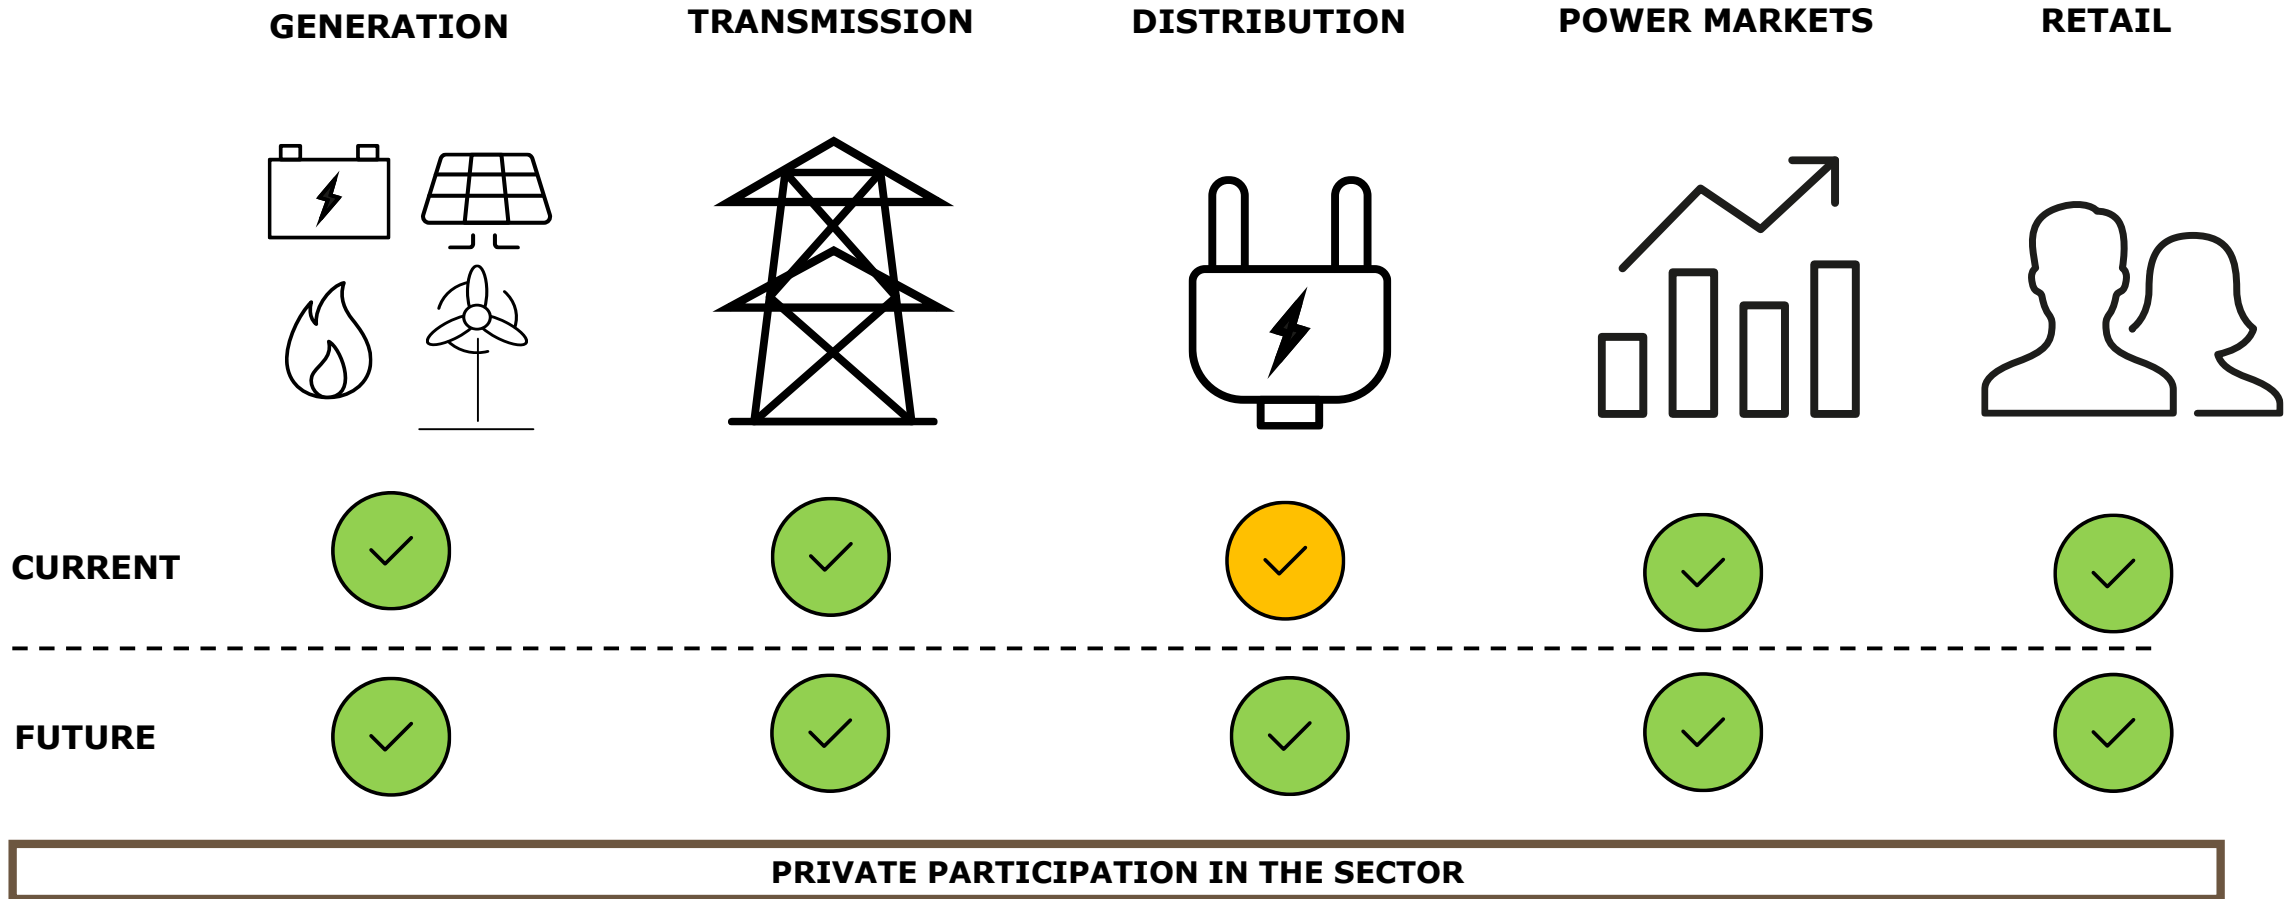 GENERATION
TRANSMISSION
DISTRIBUTION
POWER MARKETS
RETAIL
CURRENT
FUTURE
PRIVATE PARTICIPATION IN THE SECTOR